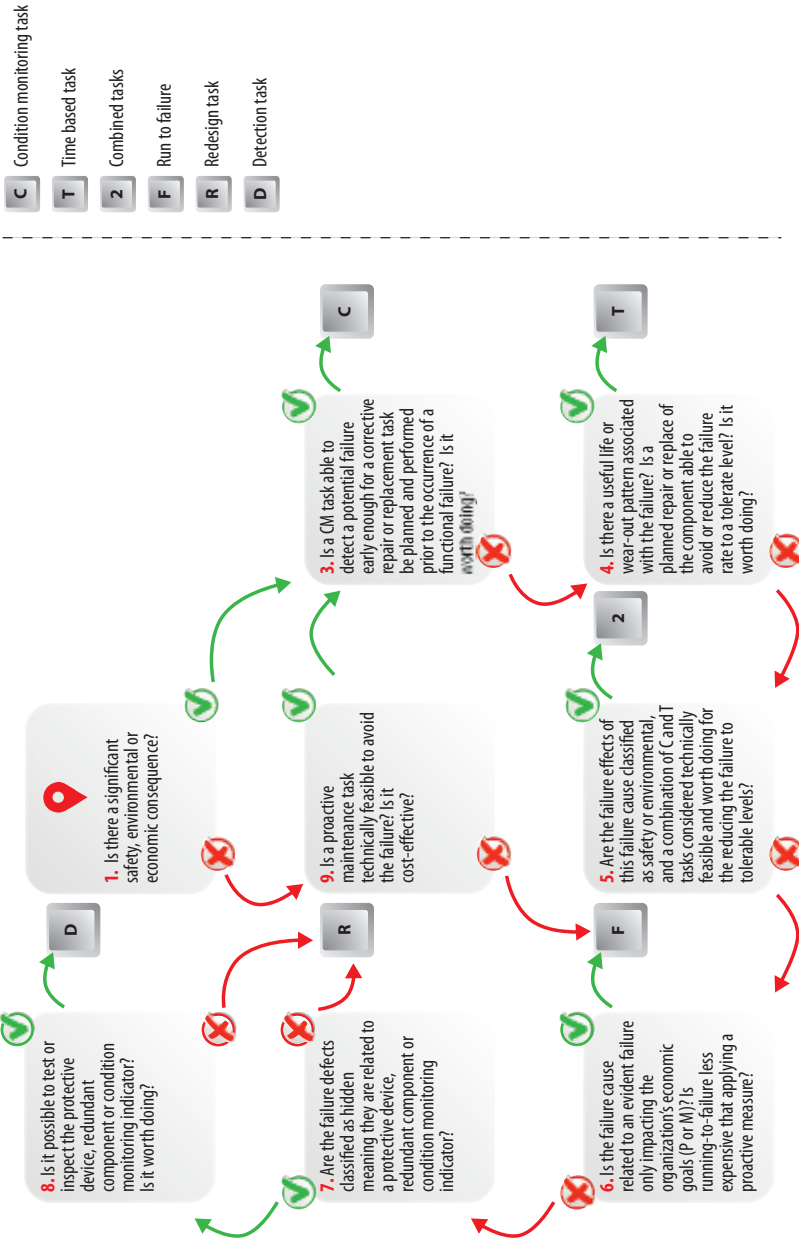 1. Is there a significant
safety, environmental or
economic consequence?
3. Is a CM task able to
detect a potential failure
early enough for a corrective
repair or replacement task
be planned and performed
prior to the occurrence of a
functional failure? Is it
worth doing?
C
4. Is there a useful life or
wear-out pattern associated
with the failure? Is a
planned repair or replace of
the component able to
avoid or reduce the failure
rate to a tolerate level? Is it
worth doing?
T
5. Are the failure effects of
this failure cause classified
as safety or environmental,
and a combination of C and T
tasks considered technically
feasible and worth doing for
the reducing the failure to
tolerable levels?
2
6. Is the failure cause
related to an evident failure
only impacting the
organization's economic
goals (P or M)? Is
running-to-failure less
expensive that applying a
proactive measure?
F
7. Are the failure defects
classified as hidden
meaning they are related to
a protective device,
redundant component or
condition monitoring
indicator?
R
8. Is it possible to test or
inspect the protective
device, redundant
component or condition
monitoring indicator?
Is it worth doing?
D
9. Is a proactive
maintenance task
technically feasible to avoid
the failure? Is it
cost-effective?
C Condition monitoring task
T Time based task
2 Combined tasks
F Run to failure
R Redesign task
D Detection task